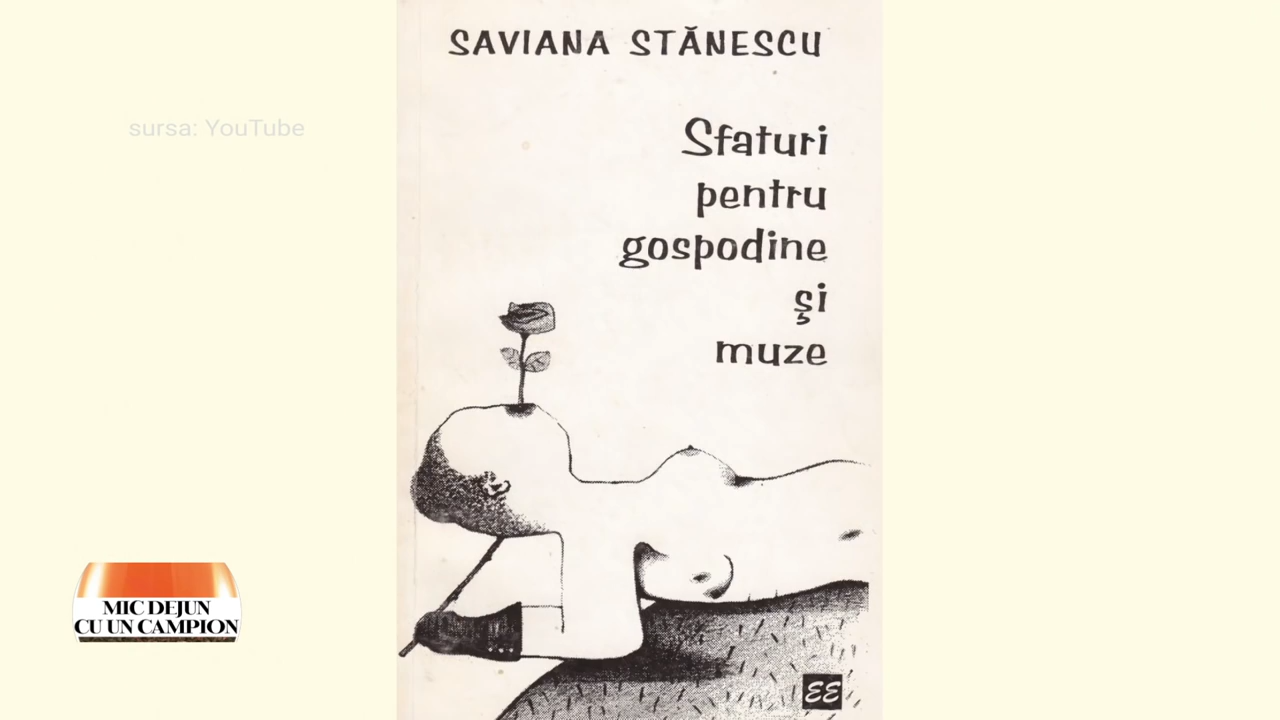 SAVIANA STĂNESCU
sursa: YouTube
Sfaturi
pentru
gospodine
şi
muze
MIC DEJUN
CU UN CAMPION
EE